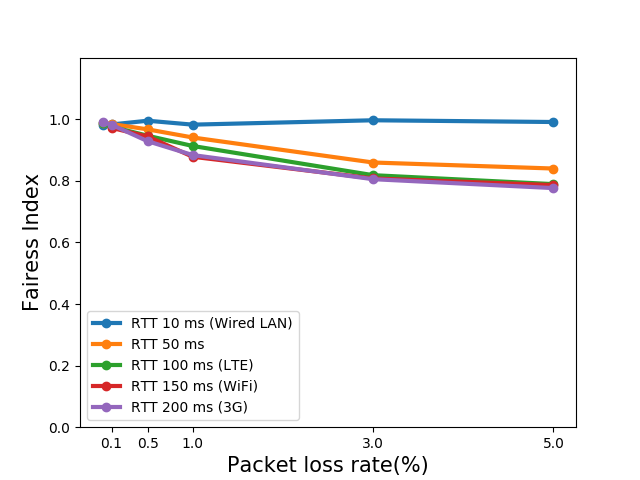 1.0
0.8
0.6
0.4
0.2
0.0
Fairess Index
RTT 10 ms (Wired LAN)
RTT 50 ms
RTT 100 ms (LTE)
RTT 150 ms (WiFi)
RTT 200 ms (3G)
0.1 0.5 1.0 3.0 5.0
Packet loss rate(%)